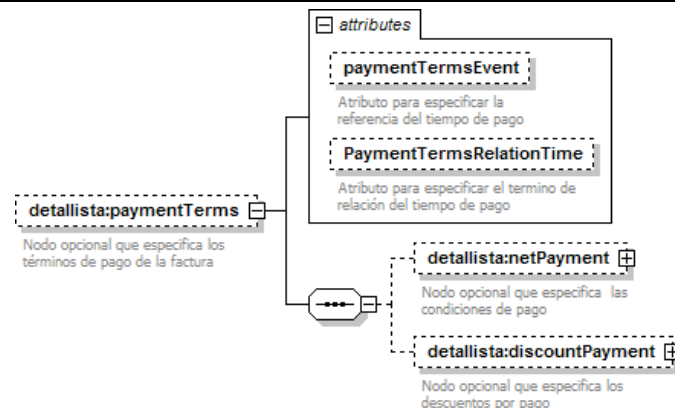 attributes
paymentTermsEvent
Atributo para especificar la
referencia del tiempo de pago
PaymentTermsRelationTime
Atributo para especificar el termino de
relación del tiempo de pago
detallista:paymentTerms
Nodo opcional que especifica los
términos de pago de la factura
detallista:netPayment
Nodo opcional que especifica las
condiciones de pago
detallista:discountPayment
Nodo opcional que especifica los
descuentos por pago